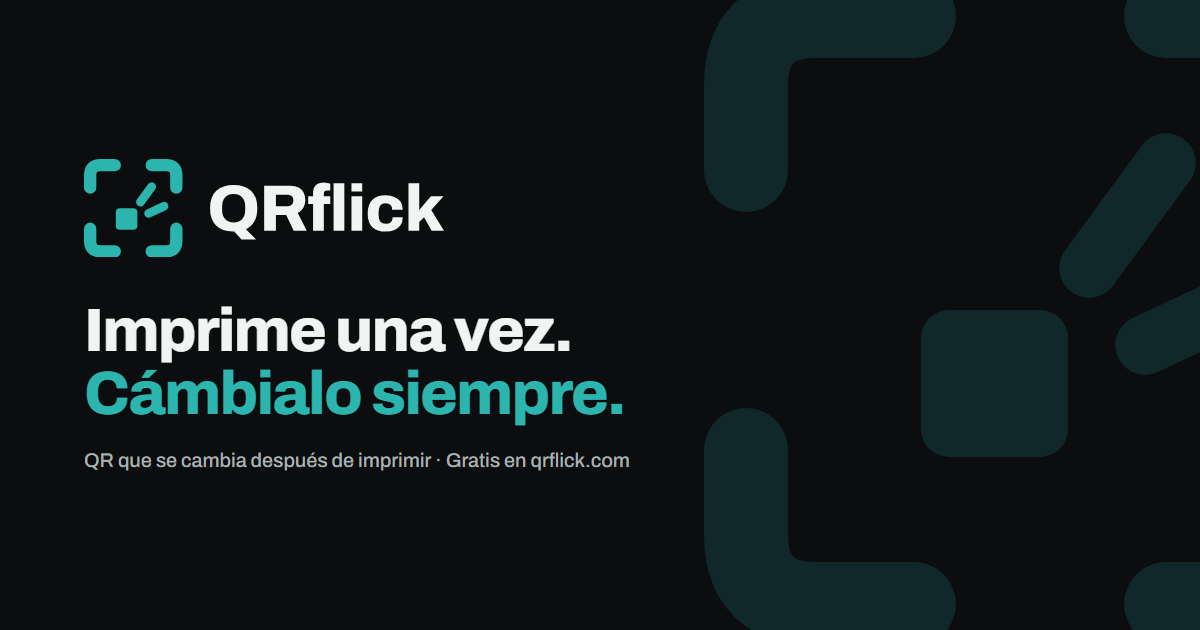 QRflick
Imprime una vez.
Cámbialo siempre.
QR que se cambia después de imprimir · Gratis en qrflick.com